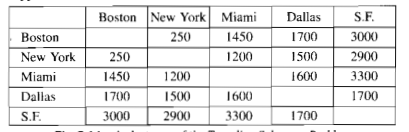 Boston New York Miami Dallas S.F.
Boston 250 1450 1700 3000
New York 250 1200 1500 2900
Miami 1450 1200 1600 3300
Dallas 1700 1500 1600 1700
S.F. 3000 2900 3300 1700